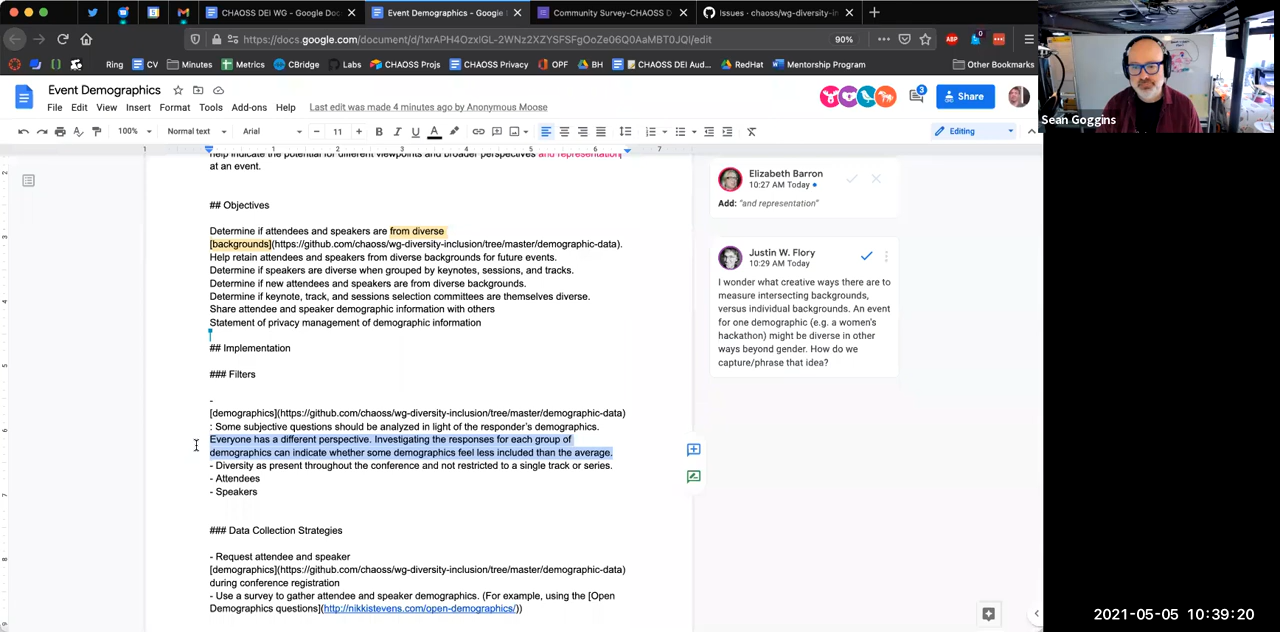 CHAOSS DEI WG - Google Doc
Event Demographics - Google
Community Survey-CHAOSS D
Issues · chaoss/wg-diversity-in
https://docs.google.com/document/d/1xrAPH4OzxIGL-2WNz2XZYSFSFgOoZe06Q0AaMBT0JQI/edit
90%
Ring CV Minutes Metrics CBridge Labs CHAOSS Projs CHAOSS Privacy OPF BH CHAOSS DEI Aud... RedHat Mentorship Program Other Bookmarks
Event Demographics
File Edit View Insert Format Tools Add-ons Help Last edit was made 4 minutes ago by Anonymous Moose
3
Share
100% Normal text Arial 11 B I U A Editing
1 1 2 3 4 5 6 7
help indicate the potential for different viewpoints and broader perspectives and representation
at an event.
## Objectives
Determine if attendees and speakers are from diverse
[backgrounds](https://github.com/chaoss/wg-diversity-inclusion/tree/master/demographic-data).
Help retain attendees and speakers from diverse backgrounds for future events.
Determine if speakers are diverse when grouped by keynotes, sessions, and tracks.
Determine if new attendees and speakers are from diverse backgrounds.
Determine if keynote, track, and sessions selection committees are themselves diverse.
Share attendee and speaker demographic information with others
Statement of privacy management of demographic information
## Implementation
### Filters
-
[demographics](https://github.com/chaoss/wg-diversity-inclusion/tree/master/demographic-data)
: Some subjective questions should be analyzed in light of the responder's demographics.
Everyone has a different perspective. Investigating the responses for each group of
demographics can indicate whether some demographics feel less included than the average.
- Diversity as present throughout the conference and not restricted to a single track or series.
- Attendees
- Speakers
### Data Collection Strategies
- Request attendee and speaker
[demographics](https://github.com/chaoss/wg-diversity-inclusion/tree/master/demographic-data)
during conference registration
- Use a survey to gather attendee and speaker demographics. (For example, using the [Open
Demographics questions](http://nikkistevens.com/open-demographics/))
Elizabeth Barron
10:27 AM Today
Add: "and representation"
Justin W. Flory
10:29 AM Today
I wonder what creative ways there are to
measure intersecting backgrounds,
versus individual backgrounds. An event
for one demographic (e.g. a women's
hackathon) might be diverse in other
ways beyond gender. How do we
capture/phrase that idea?
Sean Goggins
2021-05-05 10:39:20